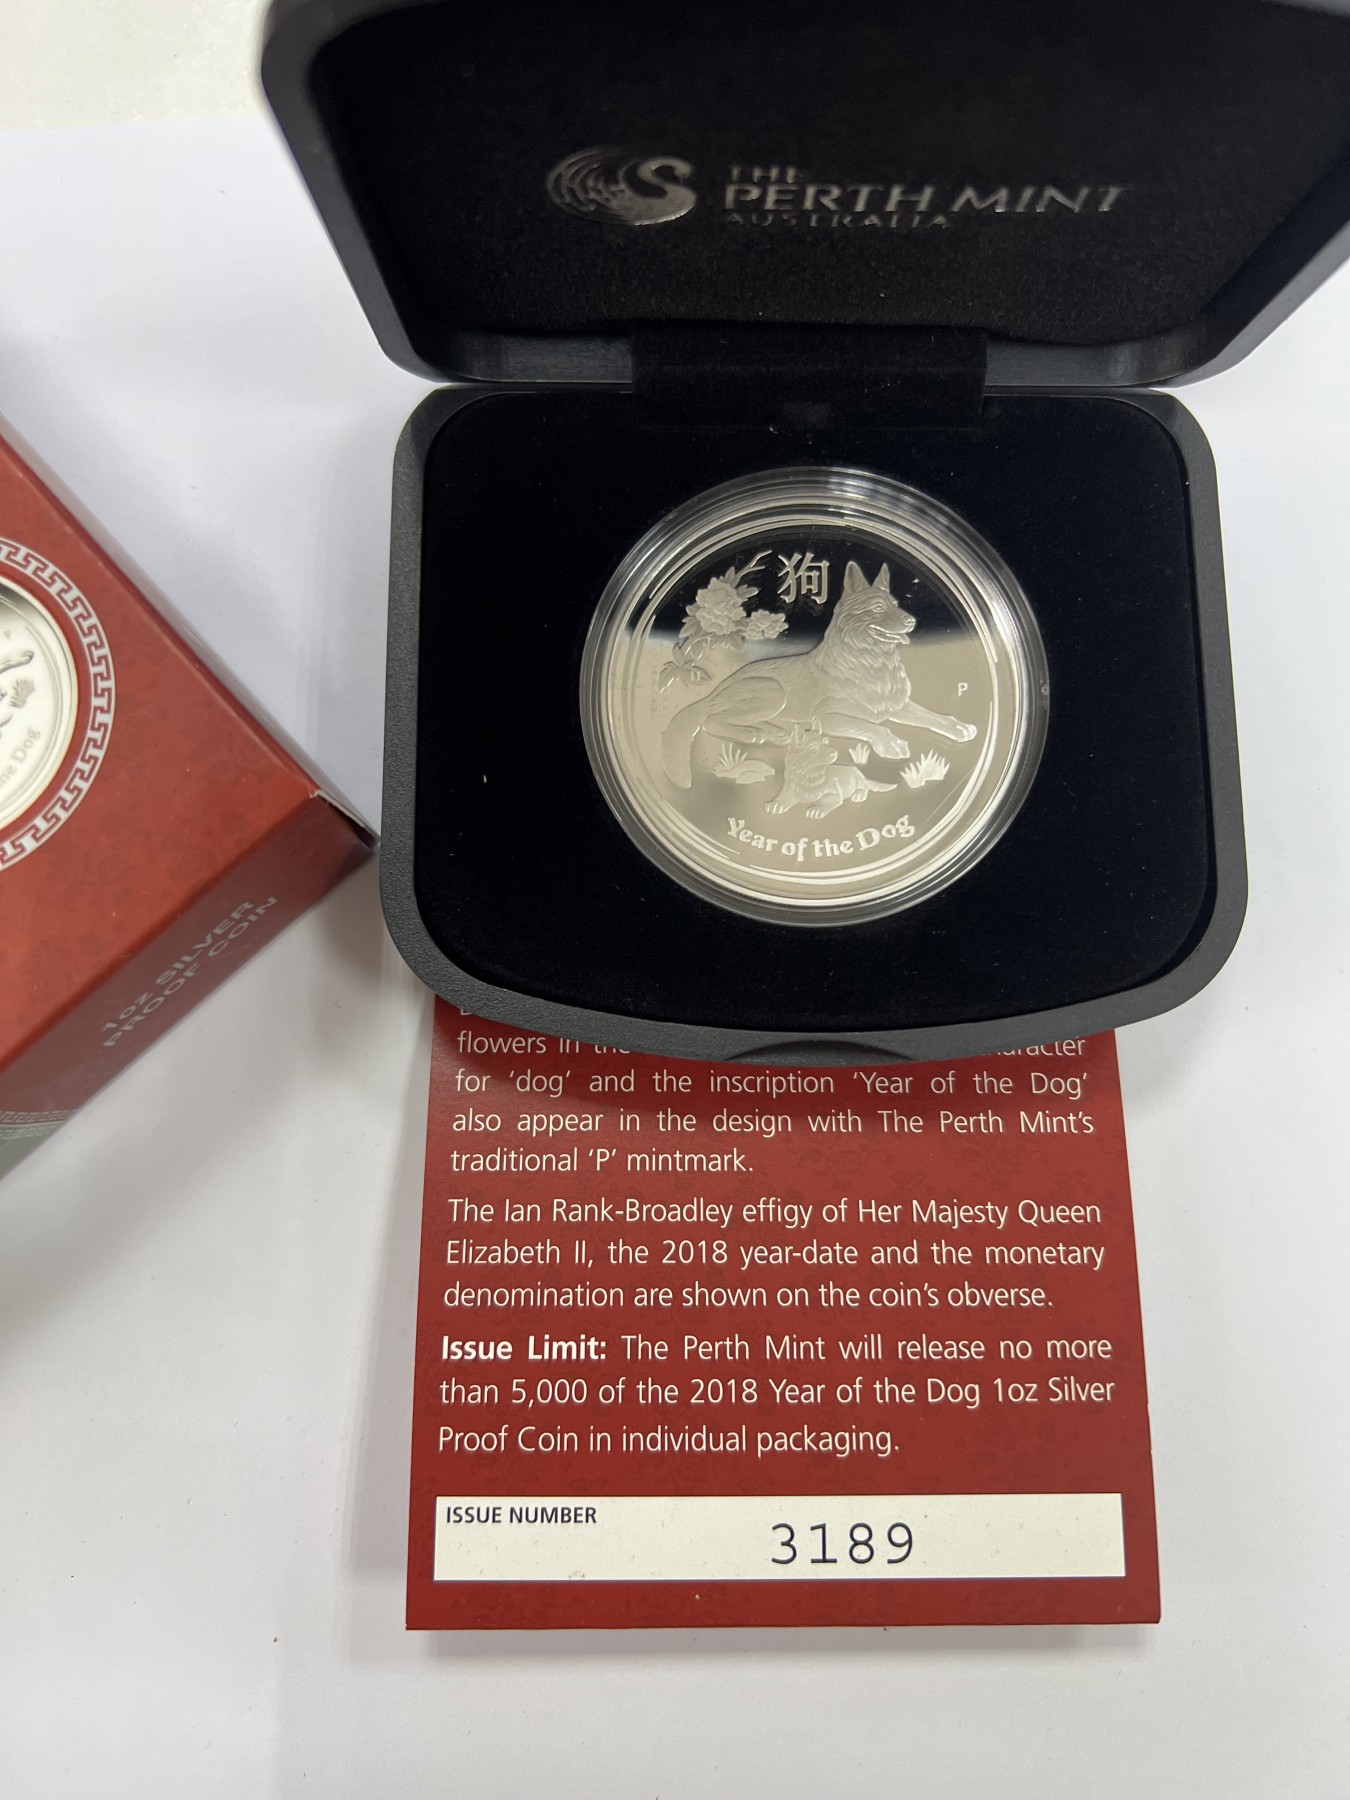 THE
PERTH MINT
AUSTRALIA
狗
P
Year of the Dog
the Dog
1oz SILVER
PROOF COIN
flowers in
for ‘dog’ and the inscription ‘Year of the Dog’
also appear in the design with The Perth Mint’s
traditional ‘P’ mintmark.
The Ian Rank-Broadley effigy of Her Majesty Queen
Elizabeth II, the 2018 year-date and the monetary
denomination are shown on the coin’s obverse.
Issue Limit: The Perth Mint will release no more
than 5,000 of the 2018 Year of the Dog 1oz Silver
Proof Coin in individual packaging.
ISSUE NUMBER
3189